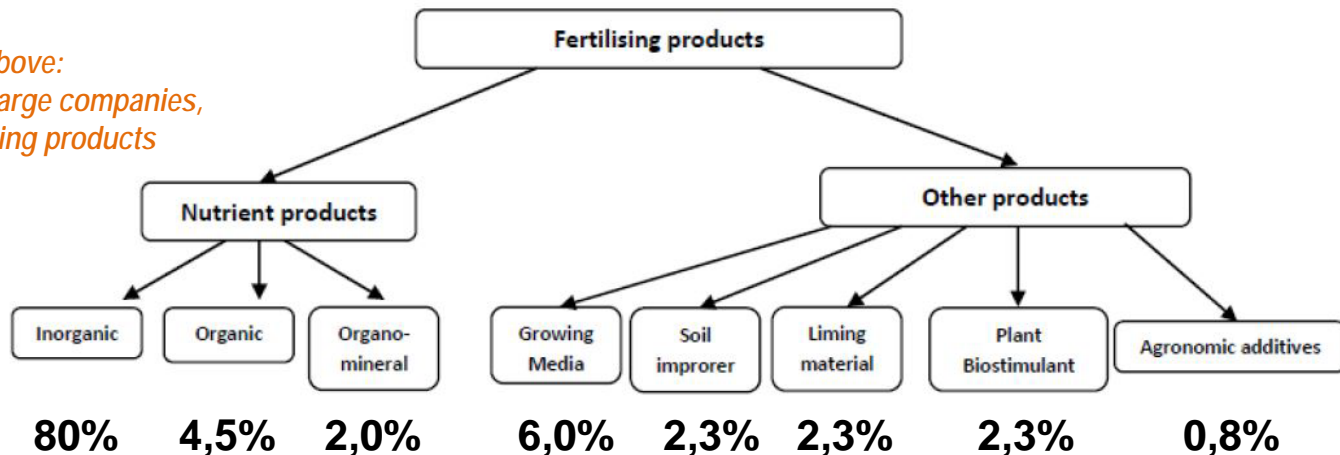 Fertilising products
bove:
arge companies,
ing products
Nutrient products
Other products
Inorganic
Organic
Organo-
mineral
Growing
Media
Soil
improrer
Liming
material
Plant
Biostimulant
Agronomic additives
80% 4,5% 2,0% 6,0% 2,3% 2,3% 2,3% 0,8%